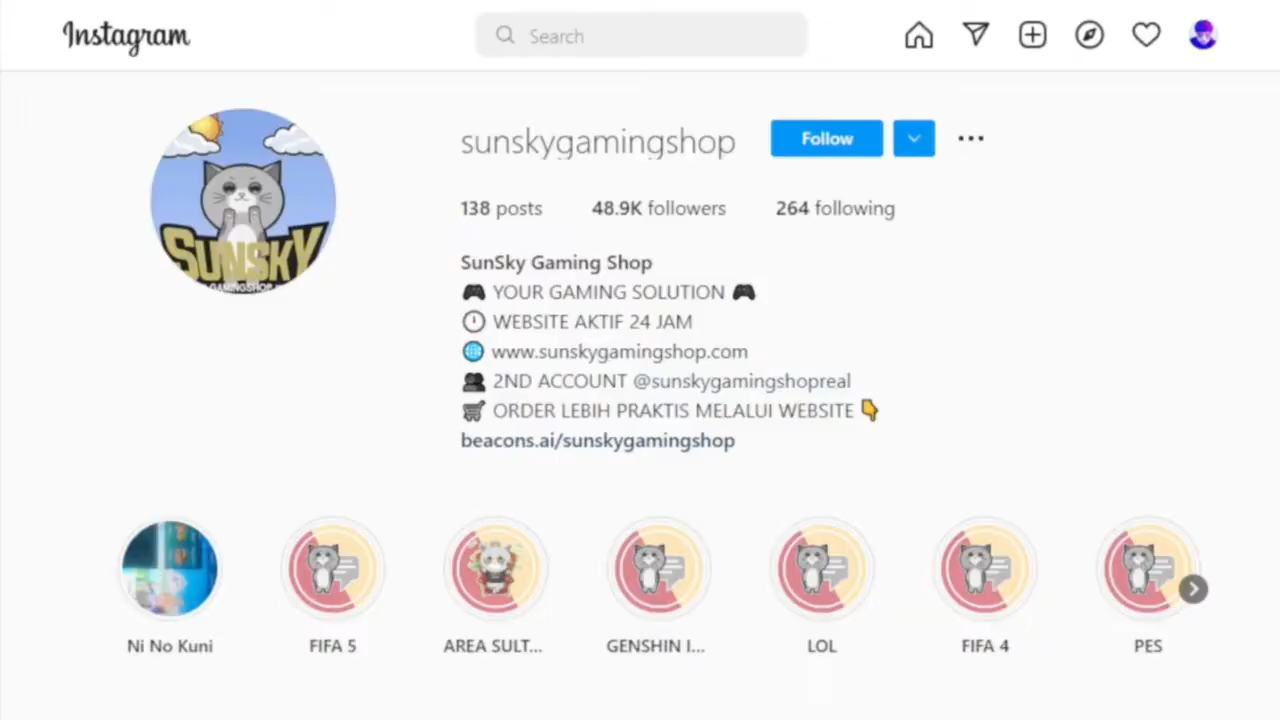 Instagram
Search
sunskygamingshop
Follow
138 posts 48.9K followers 264 following
SunSky Gaming Shop
🎮 YOUR GAMING SOLUTION 🎮
WEBSITE AKTIF 24 JAM
🌐 www.sunskygamingshop.com
👥 2ND ACCOUNT @sunskygamingshopreal
🛒 ORDER LEBIH PRAKTIS MELALUI WEBSITE 👇
beacons.ai/sunskygamingshop
SUNSKY
GAMINGSHOP
Ni No Kuni FIFA 5 AREA SULT... GENSHIN I... LOL FIFA 4 PES